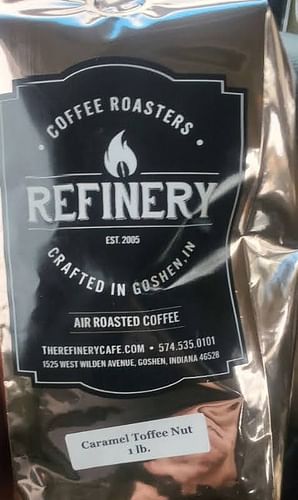 • COFFEE ROASTERS •
REFINERY
EST. 2005
CRAFTED IN GOSHEN, IN
AIR ROASTED COFFEE
THEREFINERYCAFE.COM • 574.535.0101
1525 WEST WILDEN AVENUE, GOSHEN, INDIANA 46528
Caramel Toffee Nut
1 lb.